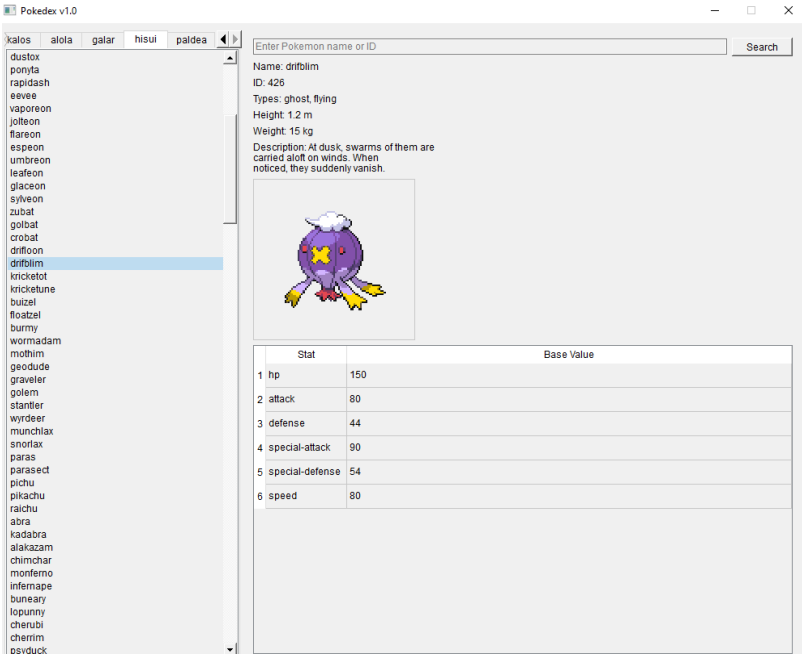 Pokedex v1.0
kalos alola galar hisui paldea
Enter Pokemon name or ID
Search
dustox
ponyta
rapidash
eevee
vaporeon
jolteon
flareon
espeon
umbreon
leafeon
glaceon
sylveon
zubat
golbat
crobat
drifloon
drifblim
kricketot
kricketune
buizel
floatzel
burmy
wormadam
mothim
geodude
graveler
golem
stantler
wyrdeer
munchlax
snorlax
paras
parasect
pichu
pikachu
raichu
abra
kadabra
alakazam
chimchar
monferno
infernape
buneary
lopunny
cherubi
cherrim
psyduck
Name: drifblim
ID: 426
Types: ghost, flying
Height: 1.2 m
Weight: 15 kg
Description: At dusk, swarms of them are
carried aloft on winds. When
noticed, they suddenly vanish.
Stat Base Value
1 hp 150
2 attack 80
3 defense 44
4 special-attack 90
5 special-defense 54
6 speed 80